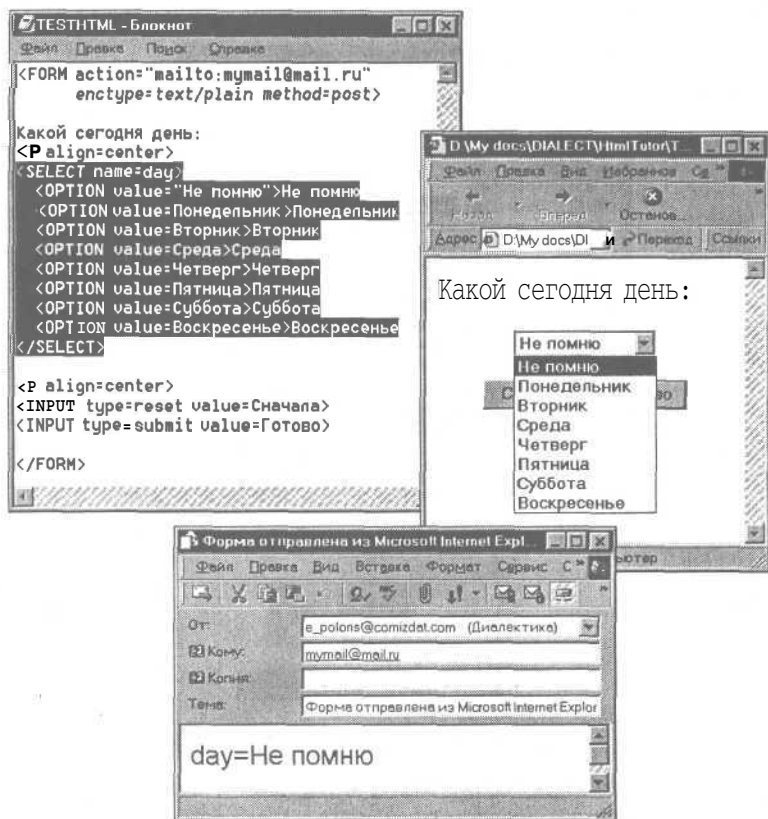 TESTHTML - Блокнот
Файл Правка Поиск Справка
<FORM action="mailto:mymail@mail.ru"
enctype=text/plain method=post>
Какой сегодня день:
<P align=center>
<SELECT name=day>
<OPTION value="Не помню">Не помню
<OPTION value=Понедельник>Понедельник
<OPTION value=Вторник>Вторник
<OPTION value=Среда>Среда
<OPTION value=Четверг>Четверг
<OPTION value=Пятница>Пятница
<OPTION value=Суббота>Суббота
<OPTION value=Воскресенье>Воскресенье
</SELECT>
<P align=center>
<INPUT type=reset value=Сначала>
<INPUT type=submit value=Готово>
</FORM>
D:\My docs\DIALECT\HtmlTutor\T...
Файл Правка Вид Избранное Се
Назад Вперед Останов...
Адрес D:\My docs\DI и Переход Ссылки
Какой сегодня день:
Не помню
Не помню
Понедельник
С во
Вторник
Среда
Четверг
Пятница
Суббота
Воскресенье
ьютер
Форма отправлена из Microsoft Internet Expl...
Файл Правка Вид Вставка Формат Сервис С
От: e_polons@comizdat.com (Диалектика)
Кому: mymail@mail.ru
Копия:
Тема: Форма отправлена из Microsoft Internet Explor
day=Не помню